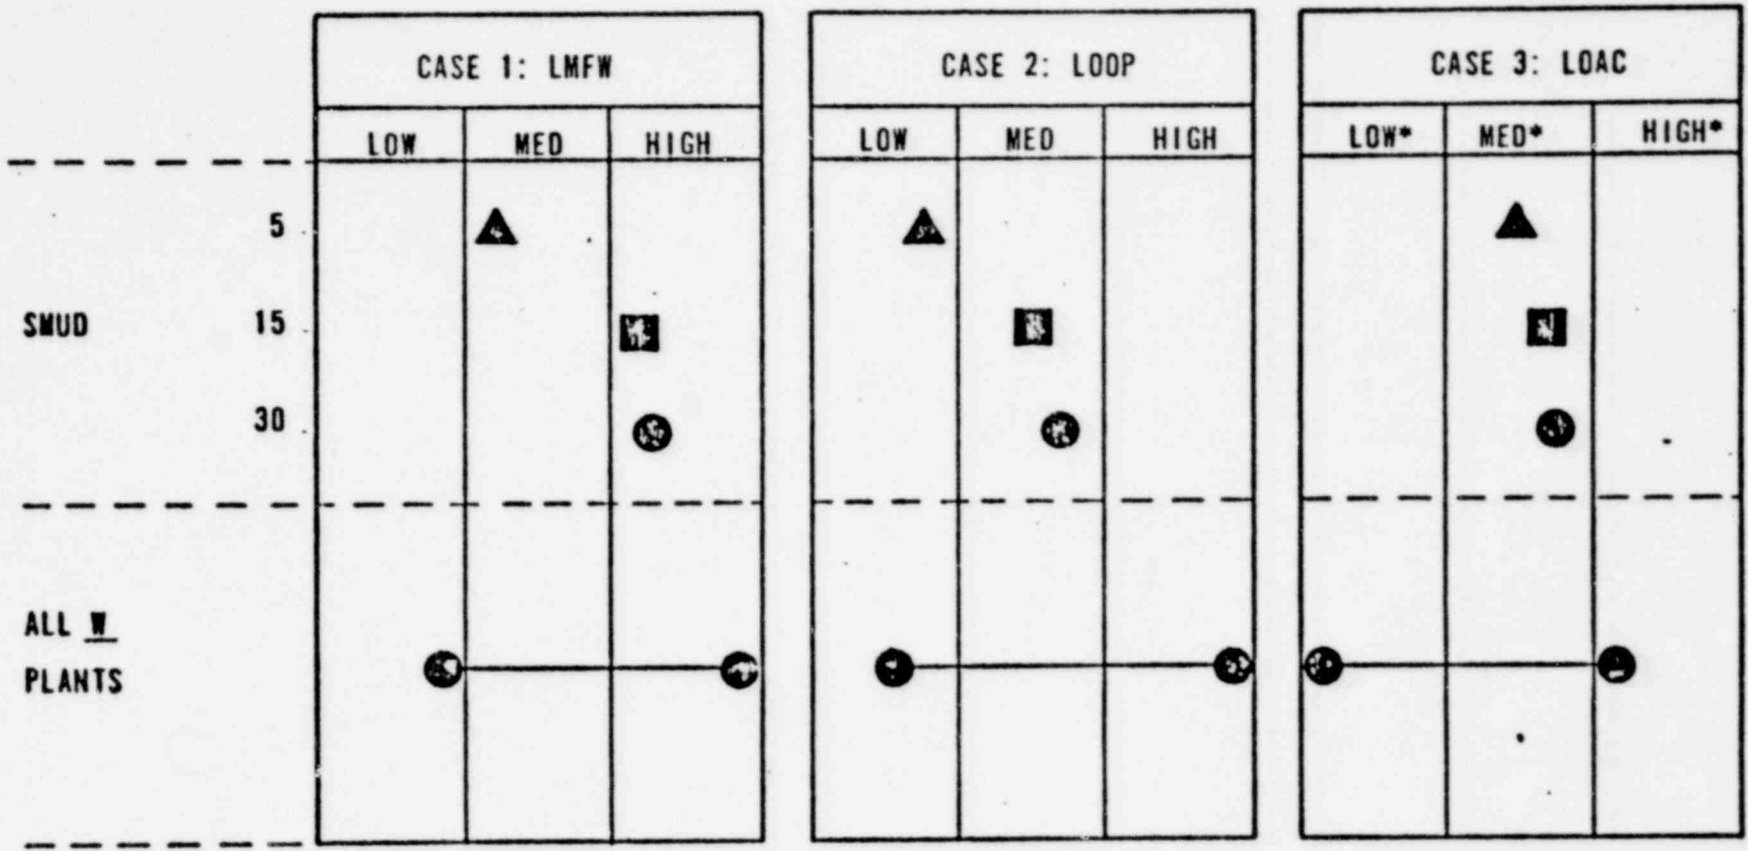 CASE 1: LMFW
CASE 2: LOOP
CASE 3: LOAC
LOW MED HIGH
LOW MED HIGH
LOW* MED* HIGH*
5
SMUD 15
30
ALL W
PLANTS